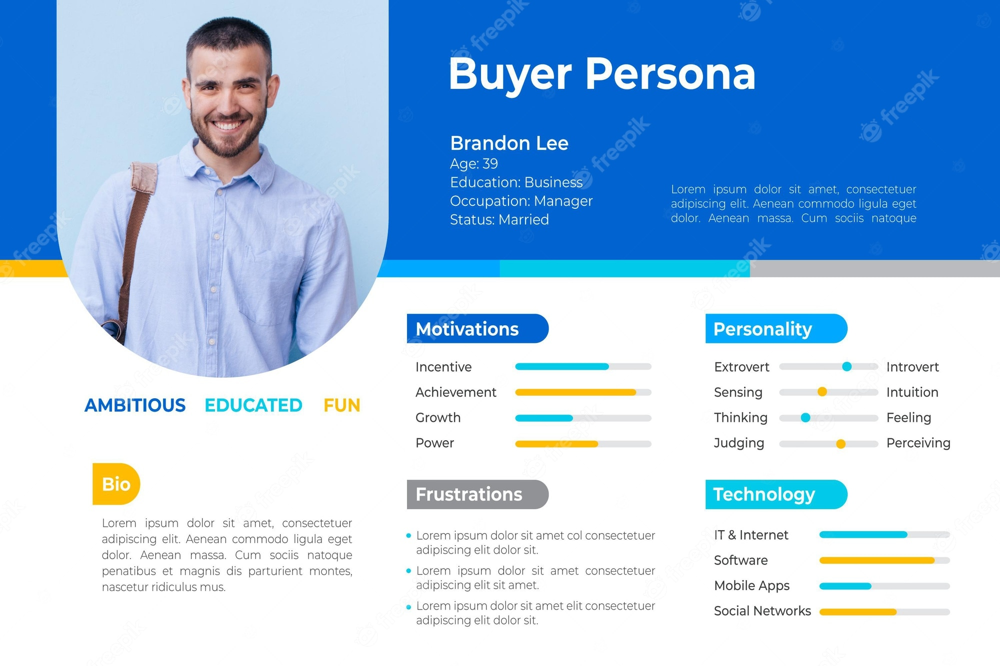 Buyer Persona
Brandon Lee
Age: 39
Education: Business
Occupation: Manager
Status: Married
Lorem ipsum dolor sit amet, consectetuer
adipiscing elit. Aenean commodo ligula eget
dolor. Aenean massa. Cum sociis natoque
AMBITIOUS EDUCATED FUN
Bio
Lorem ipsum dolor sit amet, consectetuer
adipiscing elit. Aenean commodo ligula eget
dolor. Aenean massa. Cum sociis natoque
penatibus et magnis dis parturient montes,
nascetur ridiculus mus.
Motivations
Incentive
Achievement
Growth
Power
Personality
Extrovert Introvert
Sensing Intuition
Thinking Feeling
Judging Perceiving
Frustrations
Lorem ipsum dolor sit amet col consectetuer
adipiscing elit dolor sit.
Lorem ipsum dolor sit amet consectetuer
adipiscing elit sit amet.
Lorem ipsum dolor sit amet elit consectetuer
adipiscing elit dolor sit.
Technology
IT & Internet
Software
Mobile Apps
Social Networks
freepik
freepik
freepik
freepik
freepik
freepik